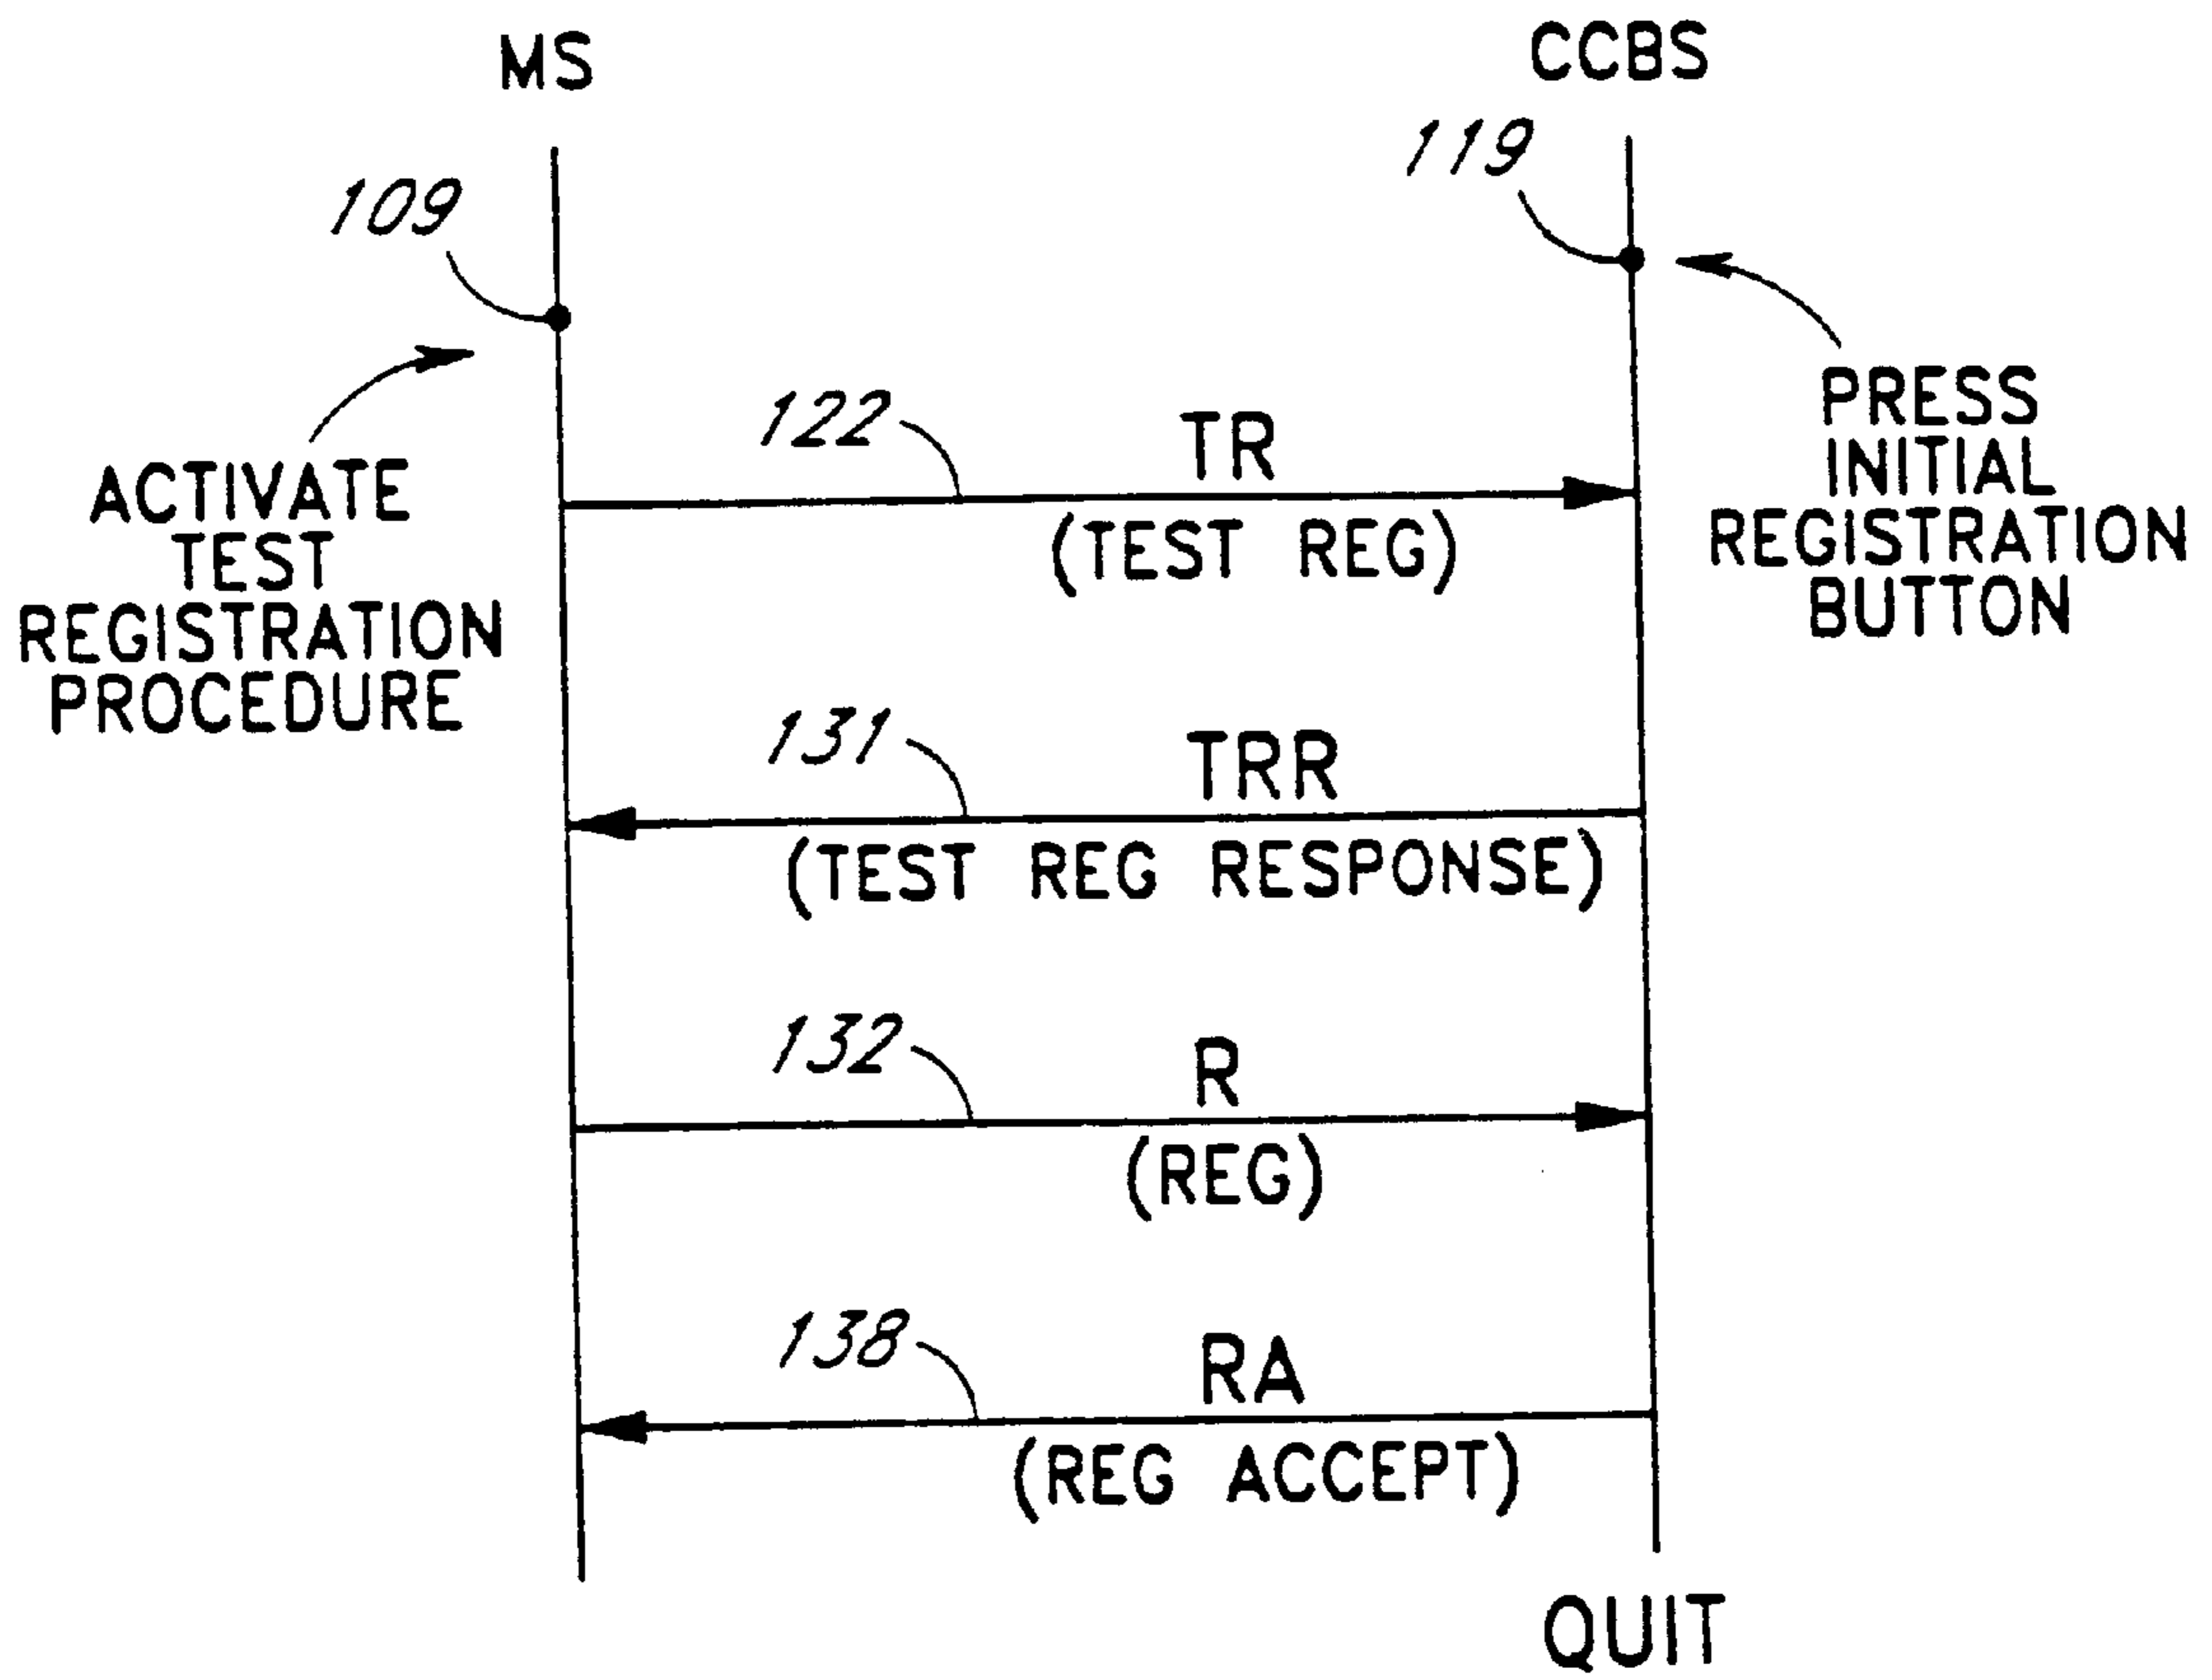 MS
CCBS
119
109
PRESS
INITIAL
REGISTRATION
BUTTON
ACTIVATE
TEST
REGISTRATION
PROCEDURE
122
TR
(TEST REG)
131
TRR
(TEST REG RESPONSE)
132
R
(REG)
138
RA
(REG ACCEPT)
QUIT